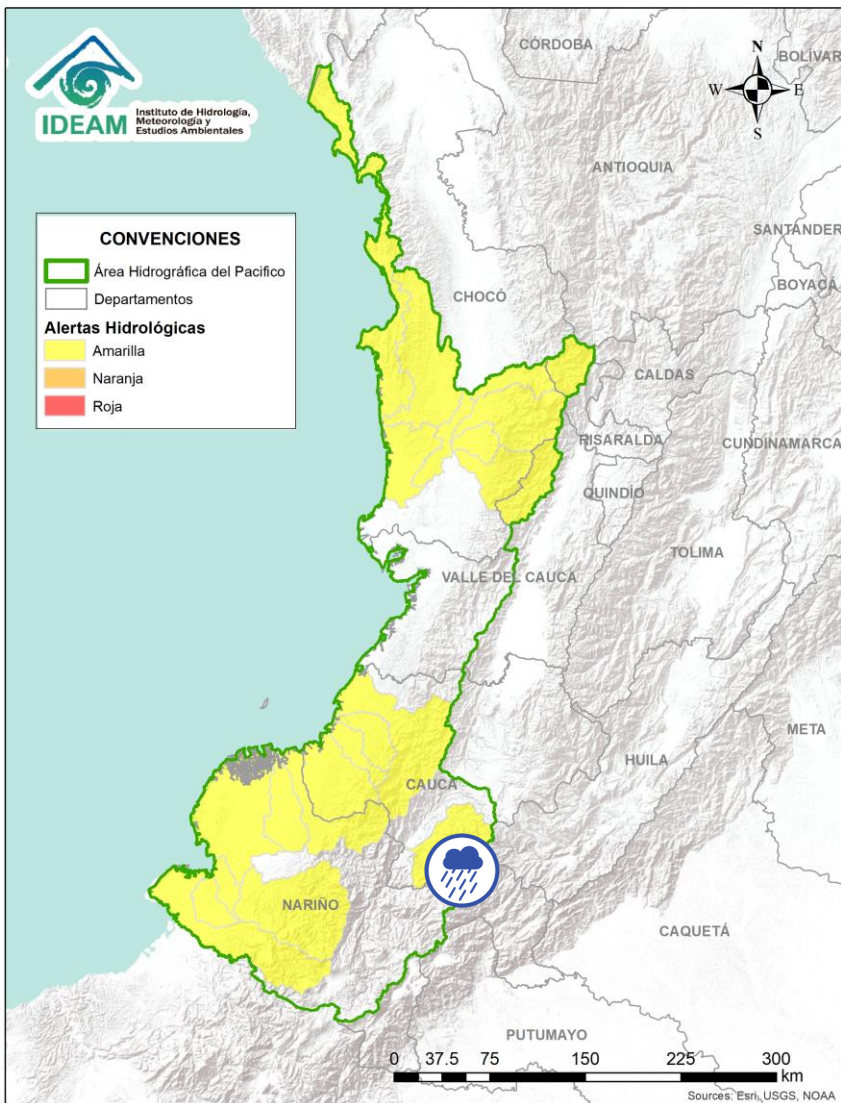 IDEAM
Instituto de Hidrología,
Meteorología y
Estudios Ambientales
N
W
E
S
CONVENCIONES
Área Hidrográfica del Pacifico
Departamentos
Alertas Hidrológicas
Amarilla
Naranja
Roja
CÓRDOBA
BOLÍVAR
ANTIOQUIA
SANTANDER
BOYACÁ
CHOCÓ
CALDAS
RISARALDA
CUNDINAMARCA
QUINDÍO
TOLIMA
VALLE DEL CAUCA
META
HUILA
CAUCA
NARIÑO
CAQUETÁ
PUTUMAYO
0 37.5 75 150 225 300
km
Sources: Esri, USGS, NOAA